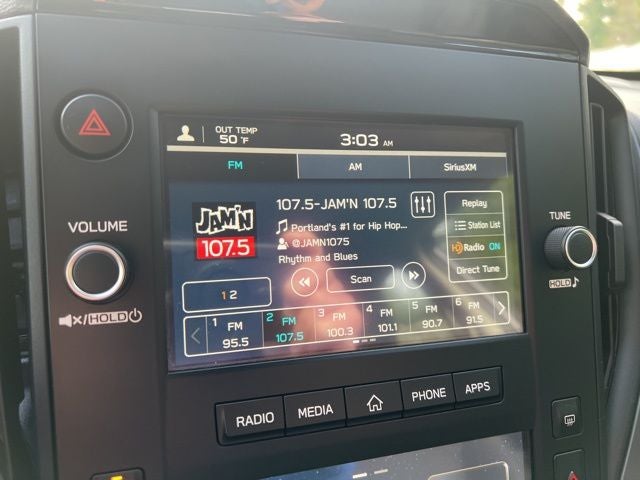 OUT TEMP
50 °F
3:03 AM
FM AM SiriusXM
107.5-JAM'N 107.5
Replay
JAM'N
107.5
Portland's #1 for Hip Hop...
@JAMN1075
Rhythm and Blues
Station List
HD Radio ON
Scan
Direct Tune
1 2
1 FM 95.5
2 FM 107.5
3 FM 100.3
4 FM 101.1
5 FM 90.7
6 FM 91.5
VOLUME
HOLD
TUNE
HOLD
RADIO MEDIA PHONE APPS